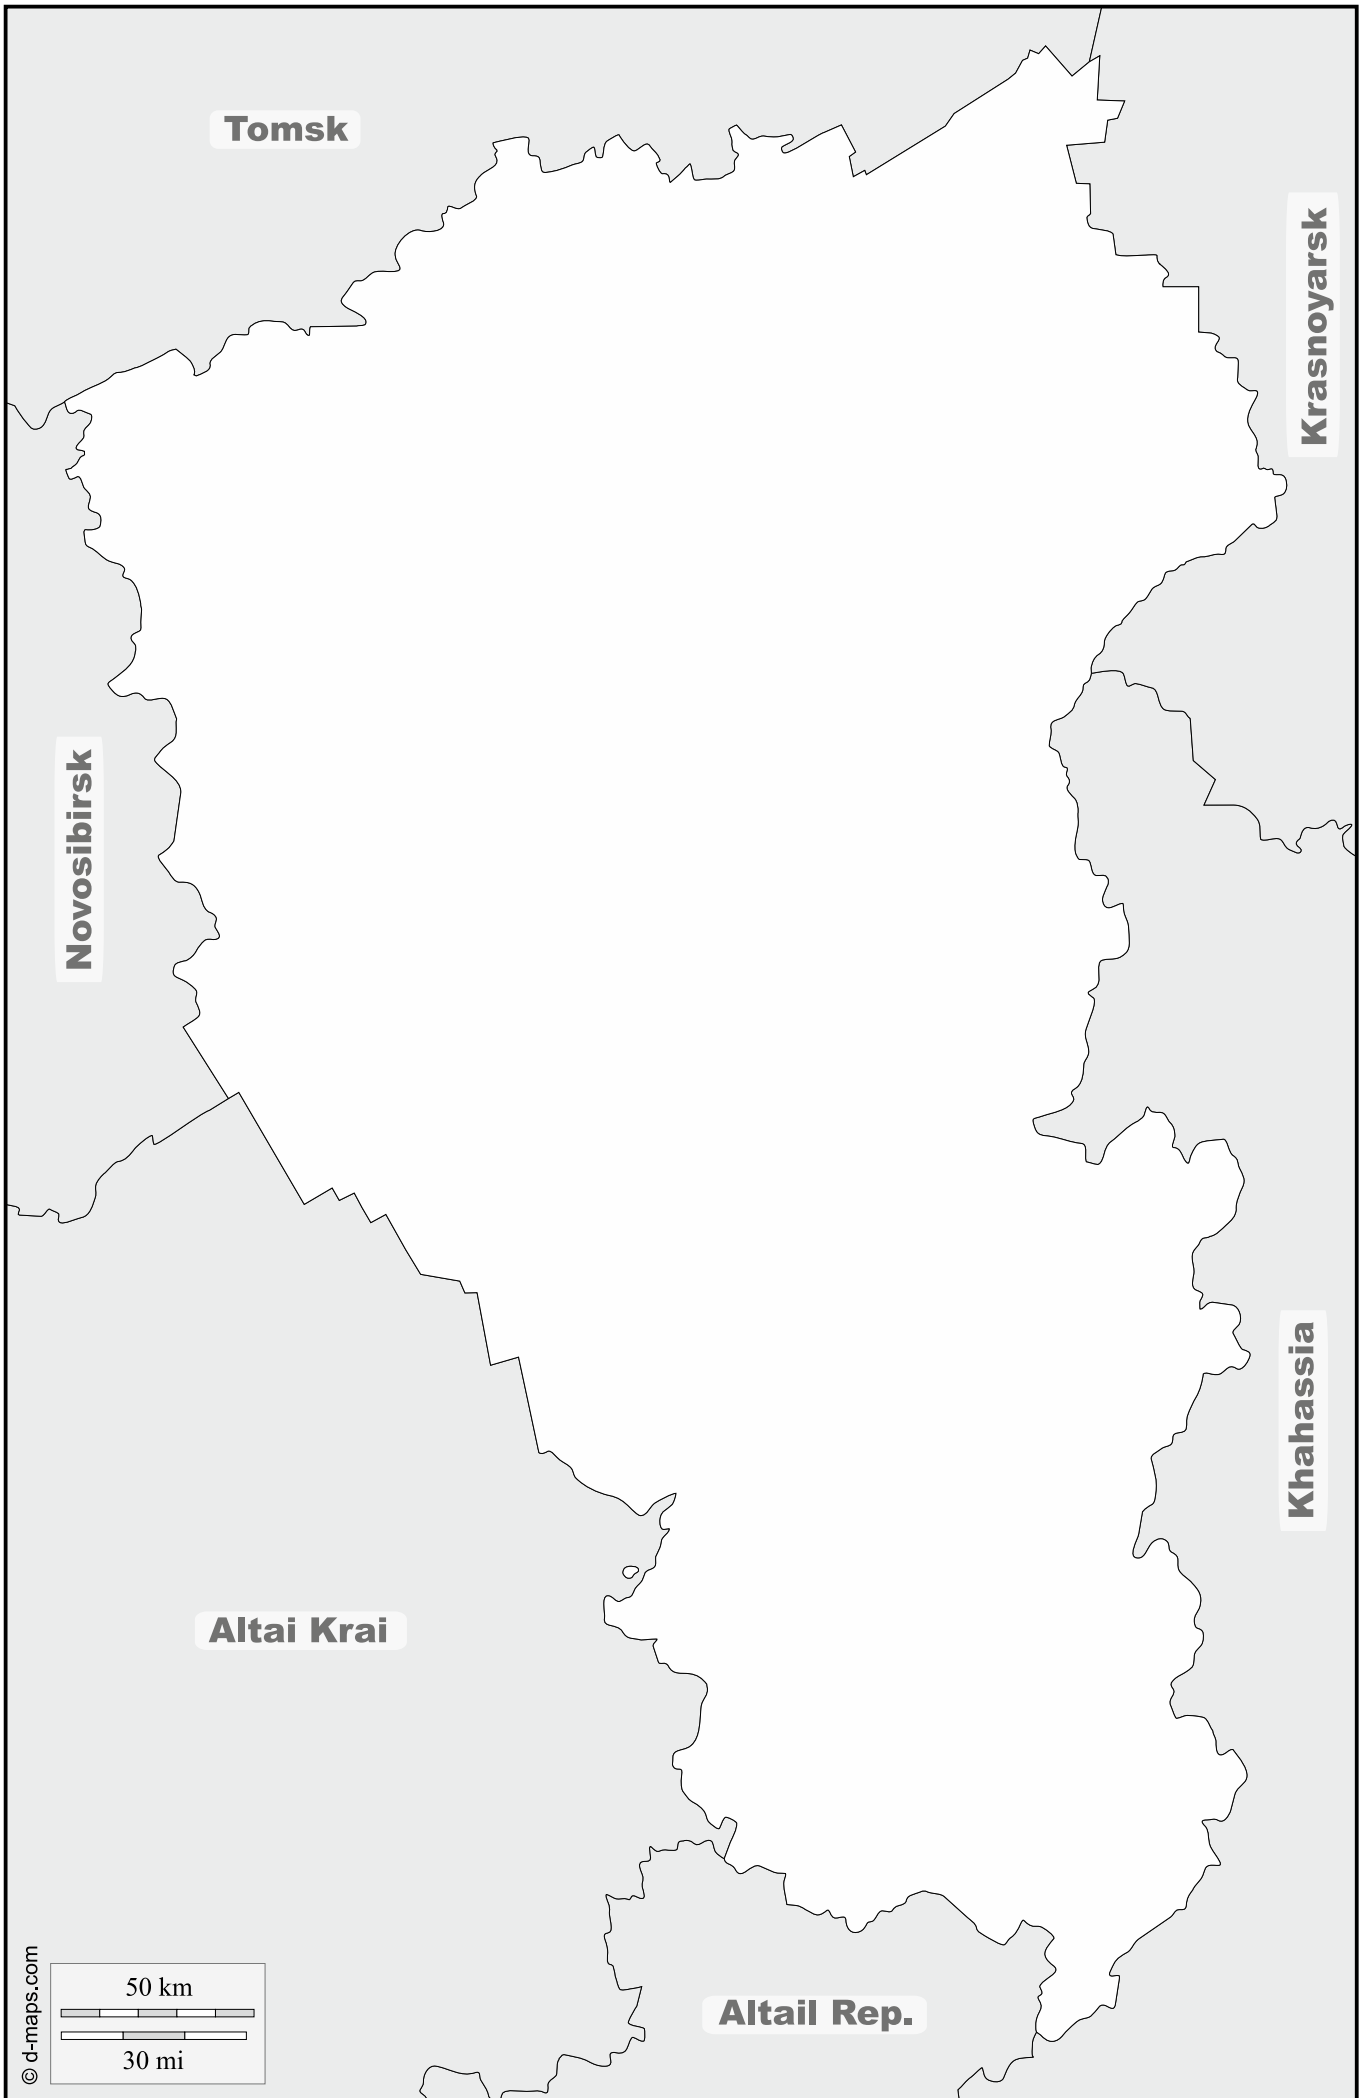 Tomsk
Krasnoyarsk
Novosibirsk
Khahassia
Altai Krai
Altail Rep.
50 km
30 mi
© d-maps.com